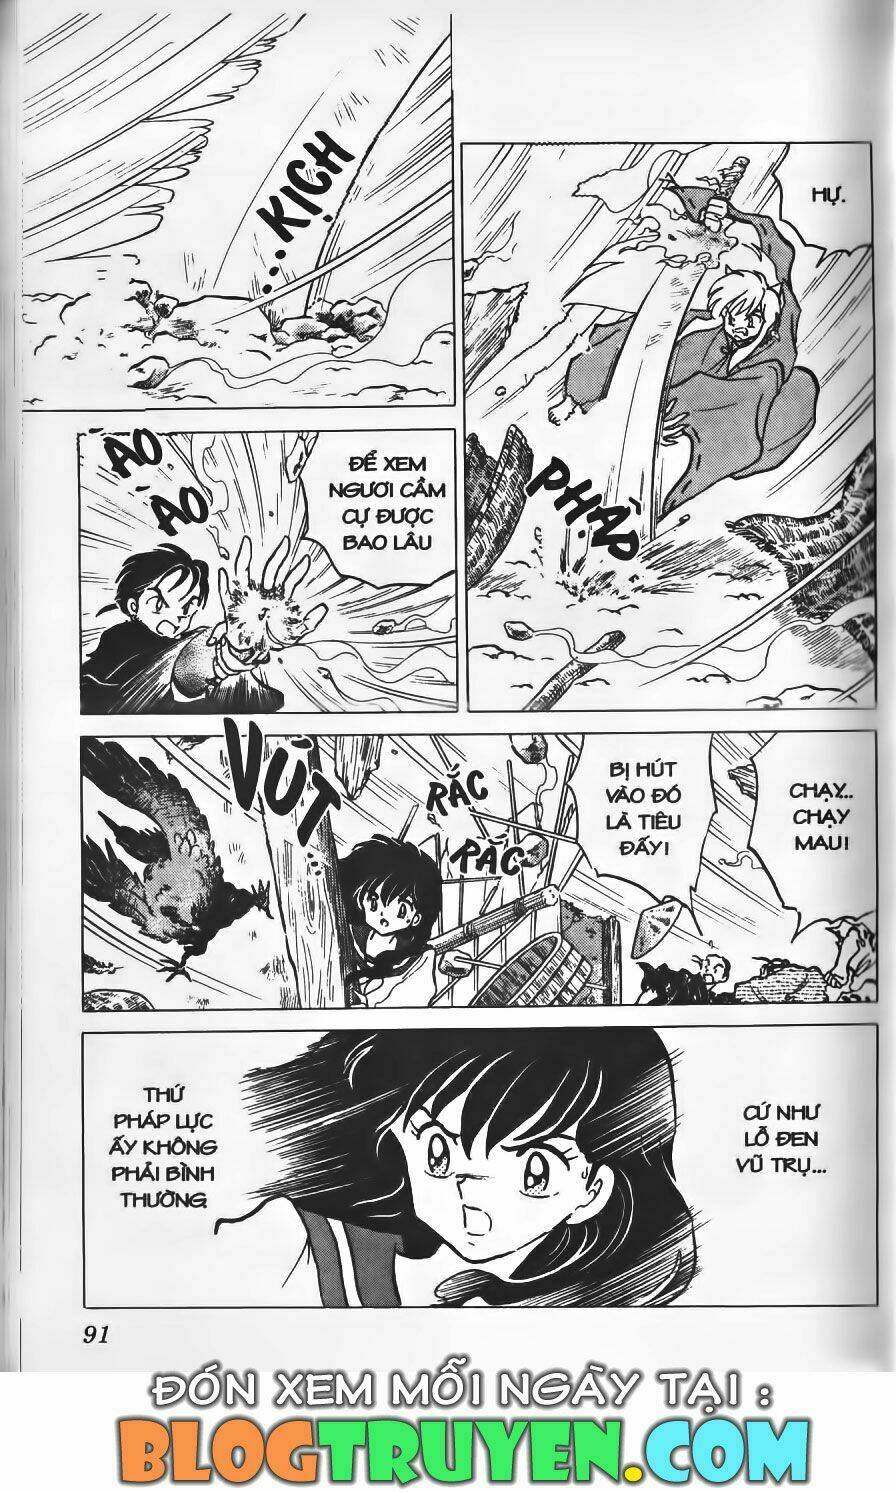 HỰ.
PHẬP
...KỊCH
ĐỂ XEM
NGƯƠI CẦM
CỰ ĐƯỢC
BAO LÂU
ÀO
ÀO
CHẠY...
CHẠY
MAU!
BỊ HÚT
VÀO ĐÓ
LÀ TIÊU
ĐẤY!
RẮC
RẮC
VÚT
CỨ NHƯ
LỖ ĐEN
VŨ TRỤ...
THỨ
PHÁP LỰC
ẤY KHÔNG
PHẢI BÌNH
THƯỜNG.
91
ĐÓN XEM MỖI NGÀY TẠI :
BLOGTRUYEN.COM